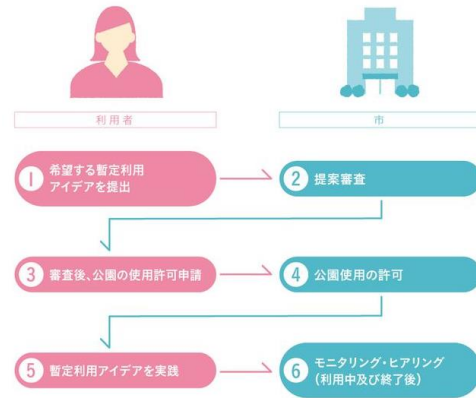 利用者
市
1 希望する暫定利用
アイデアを提出
2 提案審査
3 審査後、公園の使用許可申請
4 公園使用の許可
5 暫定利用アイデアを実践
6 モニタリング・ヒアリング
(利用中及び終了後)